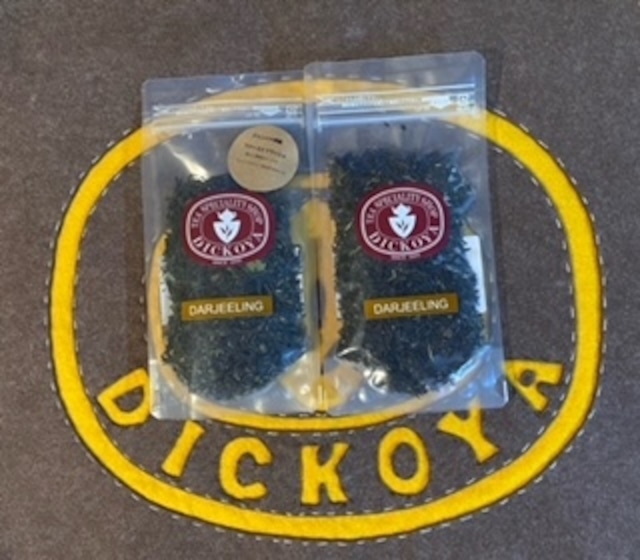 TEA SPECIALITY SHOP
DICKOYA
DARJEELING
TEA SPECIALITY SHOP
DICKOYA
DARJEELING
DICKOYA